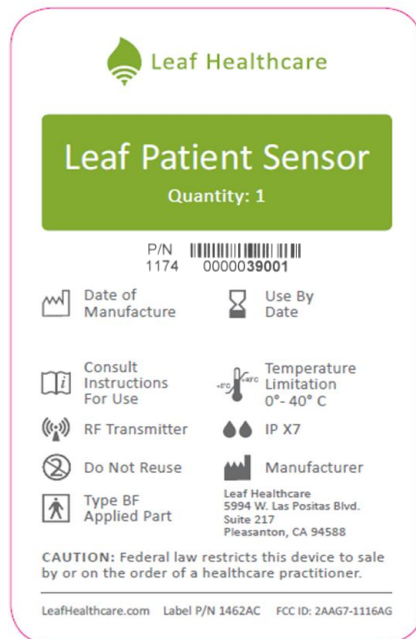 Leaf Healthcare
Leaf Patient Sensor
Quantity: 1
P/N
1174 0000039001
Date of
Manufacture
Use By
Date
Consult
Instructions
For Use
Temperature
Limitation
0°- 40° C
RF Transmitter
IP X7
Do Not Reuse
Manufacturer
Type BF
Applied Part
Leaf Healthcare
5994 W. Las Positas Blvd.
Suite 217
Pleasanton, CA 94588
CAUTION: Federal law restricts this device to sale
by or on the order of a healthcare practitioner.
LeafHealthcare.com Label P/N 1462AC FCC ID: 2AAG7-1116AG